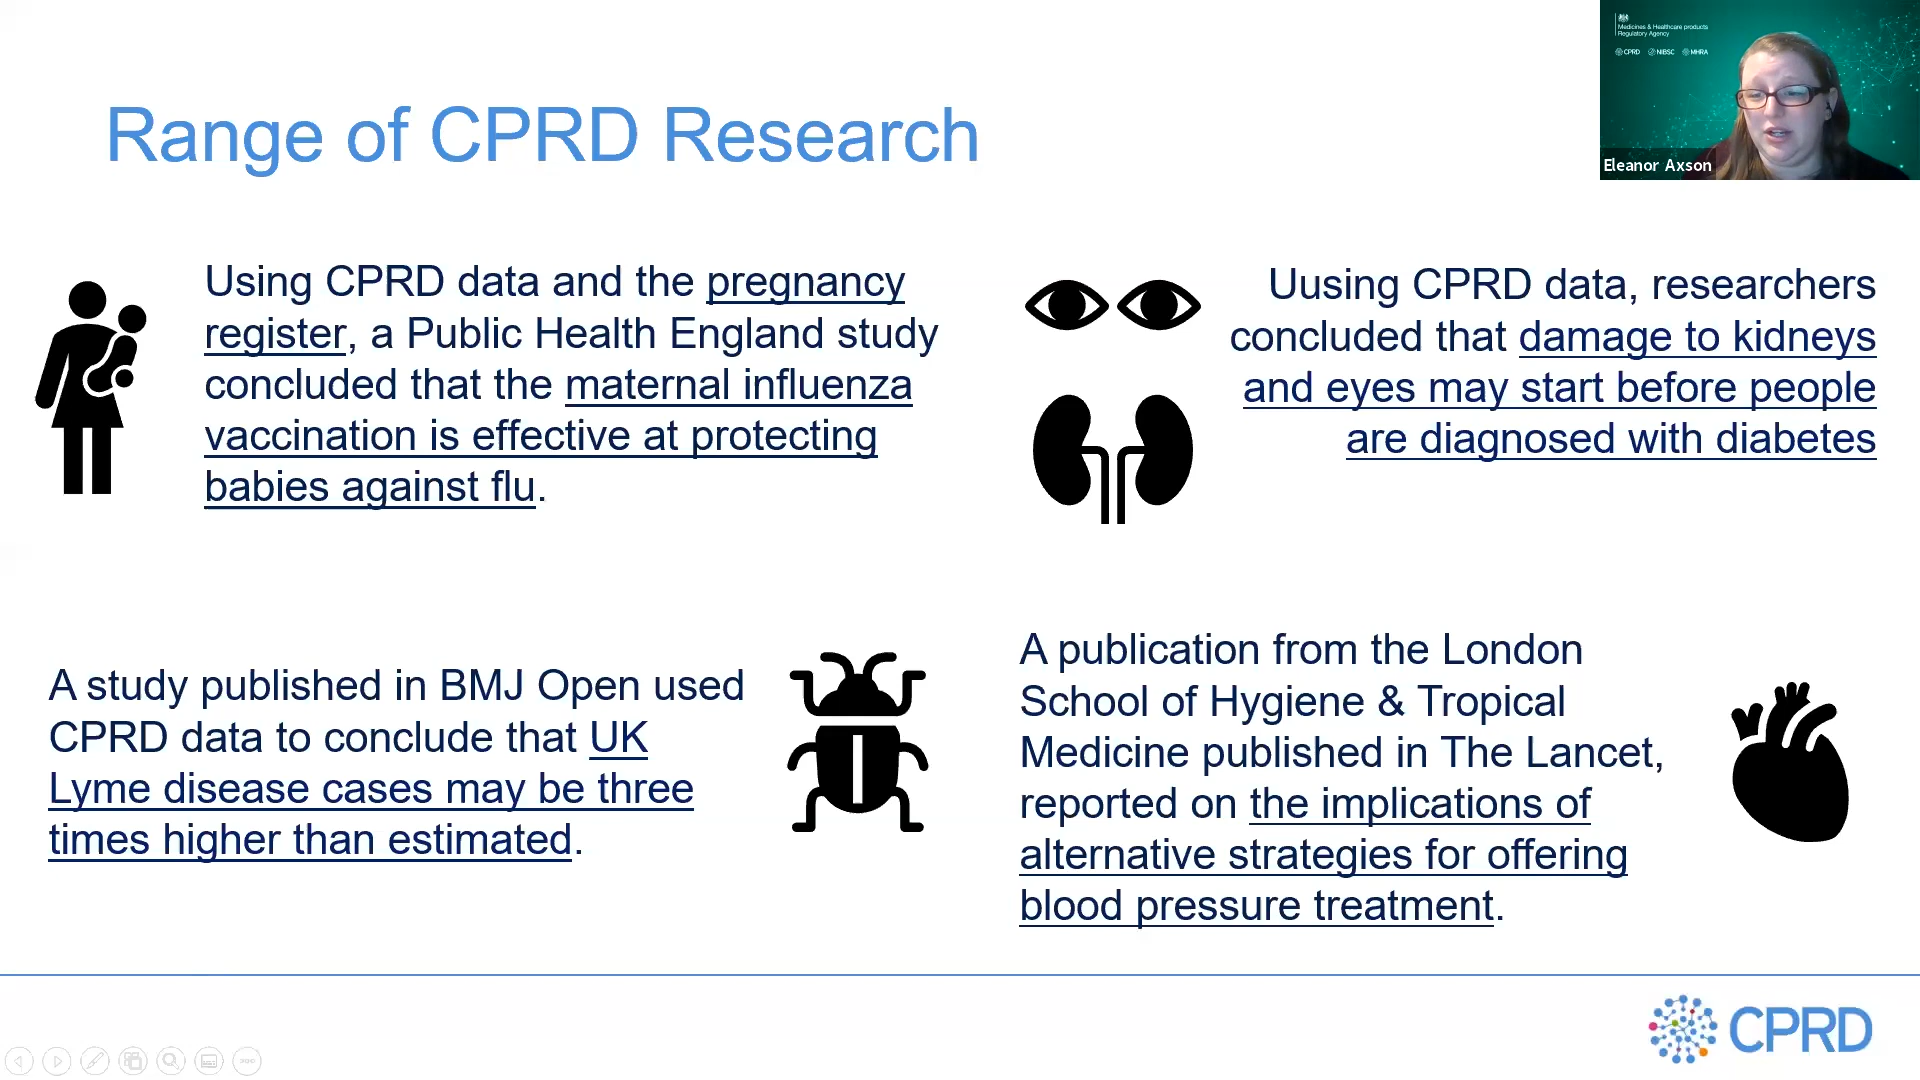 Medicines & Healthcare products
Regulatory Agency
CPRD NIBSC MHRA
Eleanor Axson
Range of CPRD Research
Using CPRD data and the pregnancy
register, a Public Health England study
concluded that the maternal influenza
vaccination is effective at protecting
babies against flu.
Uusing CPRD data, researchers
concluded that damage to kidneys
and eyes may start before people
are diagnosed with diabetes
A study published in BMJ Open used
CPRD data to conclude that UK
Lyme disease cases may be three
times higher than estimated.
A publication from the London
School of Hygiene & Tropical
Medicine published in The Lancet,
reported on the implications of
alternative strategies for offering
blood pressure treatment.
CPRD